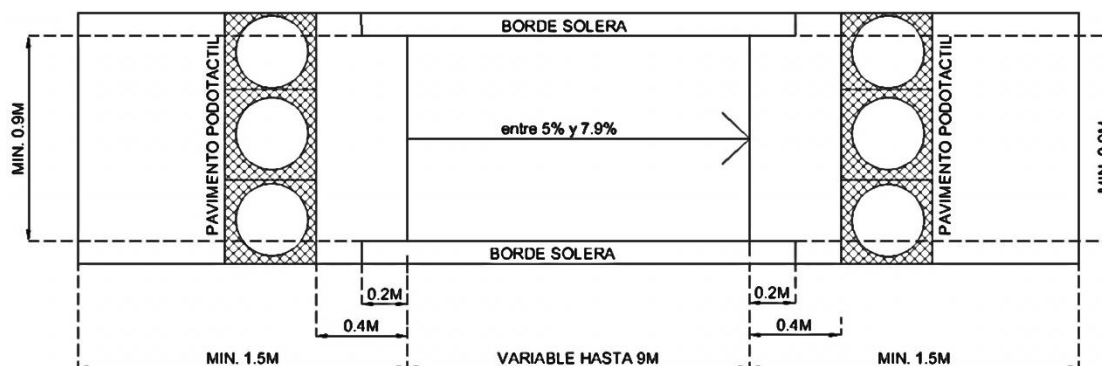 BORDE SOLERA
MIN. 0.9M
PAVIMENTO PODOTACTIL
entre 5% y 7.9%
PAVIMENTO PODOTACTIL
BORDE SOLERA
0.2M
0.2M
0.4M
0.4M
MIN. 1.5M
VARIABLE HASTA 9M
MIN. 1.5M